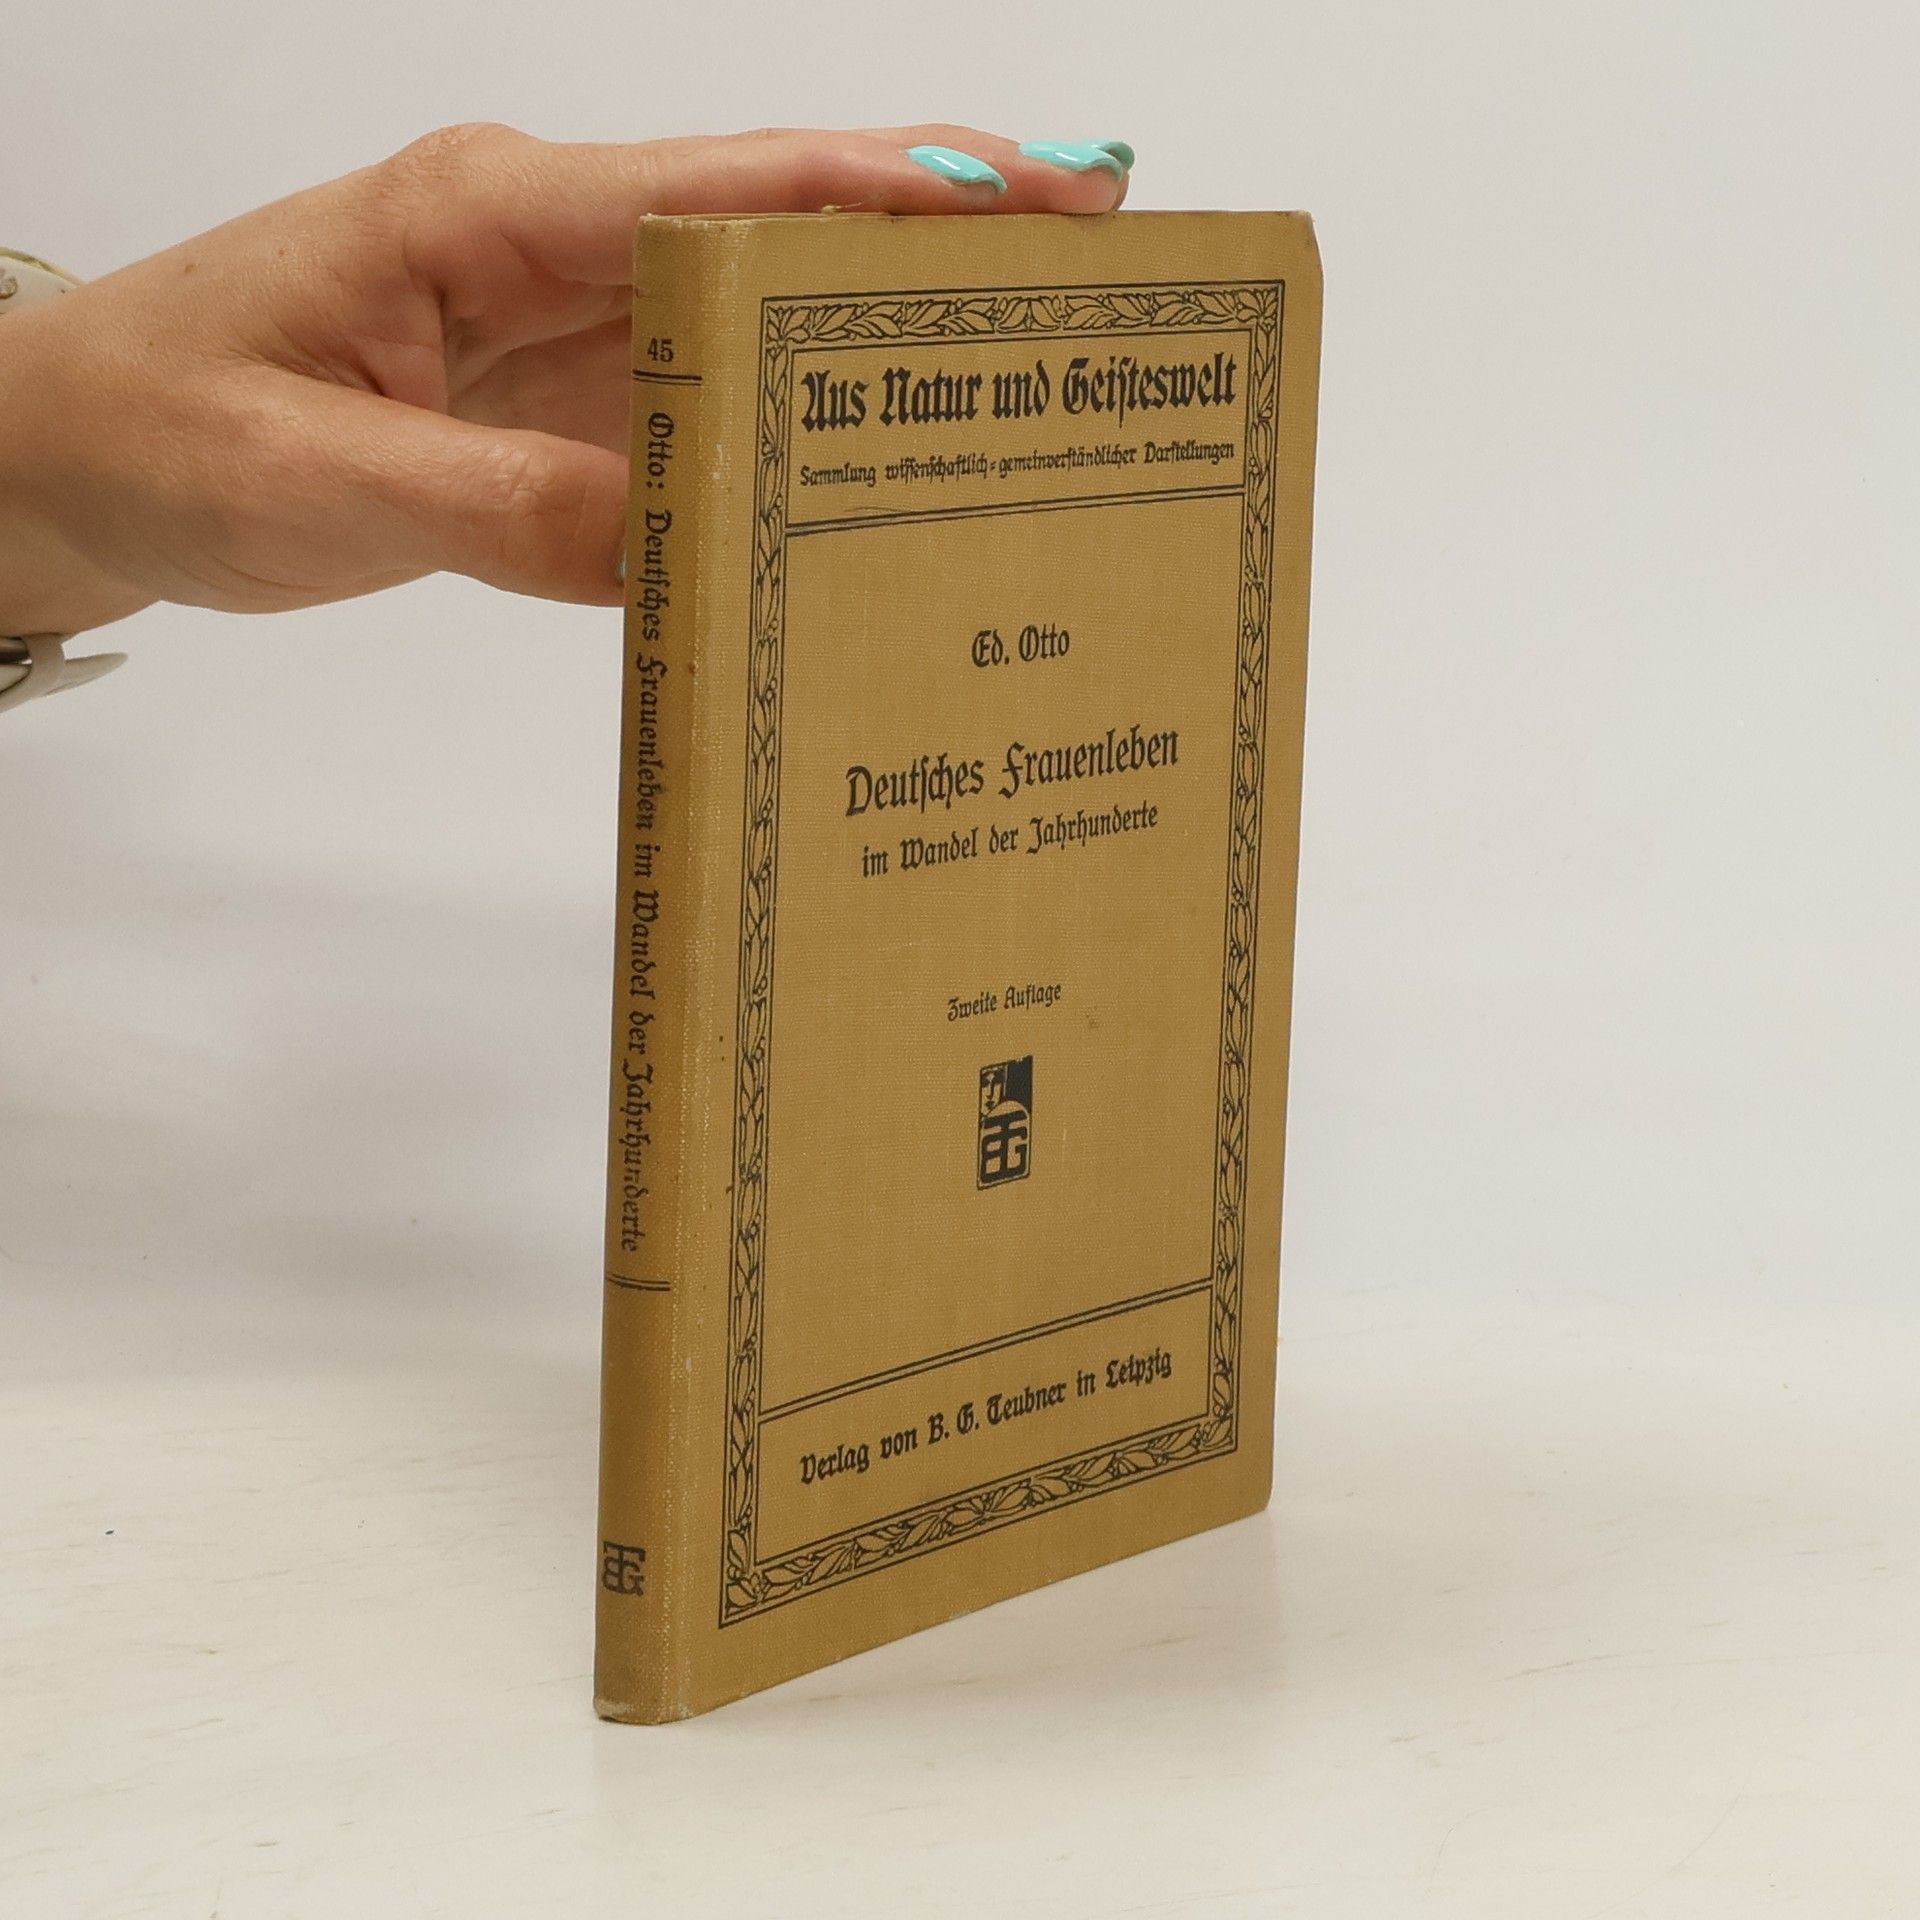 45
Otto: Deutſches Frauenleben im Wandel der Jahrhunderte
Aus Natur und Geiſteswelt
Sammlung wiſſenſchaftlich-gemeinverſtändlicher Darſtellungen
Ed. Otto
Deutſches Frauenleben
im Wandel der Jahrhunderte
Zweite Auflage
Verlag von B. G. Teubner in Leipzig